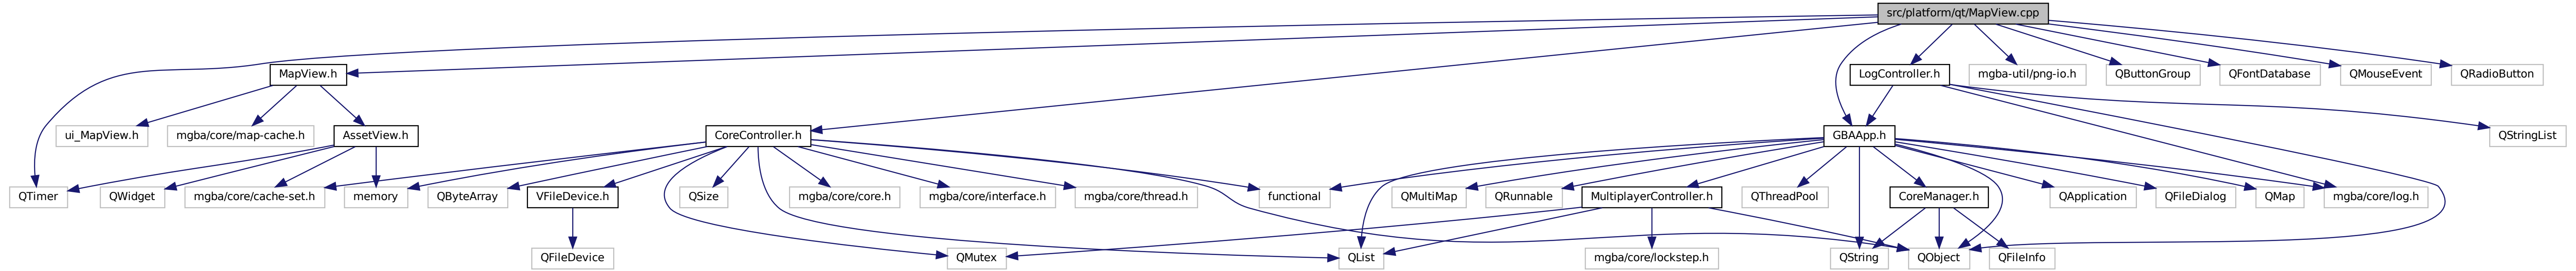 src/platform/qt/MapView.cpp
MapView.h
LogController.h
mgba-util/png-io.h
QButtonGroup
QFontDatabase
QMouseEvent
QRadioButton
ui_MapView.h
mgba/core/map-cache.h
AssetView.h
CoreController.h
GBAApp.h
QStringList
QTimer
QWidget
mgba/core/cache-set.h
memory
QByteArray
VFileDevice.h
QSize
mgba/core/core.h
mgba/core/interface.h
mgba/core/thread.h
functional
QMultiMap
QRunnable
MultiplayerController.h
QThreadPool
CoreManager.h
QApplication
QFileDialog
QMap
mgba/core/log.h
QFileDevice
QMutex
QList
mgba/core/lockstep.h
QString
QObject
QFileInfo